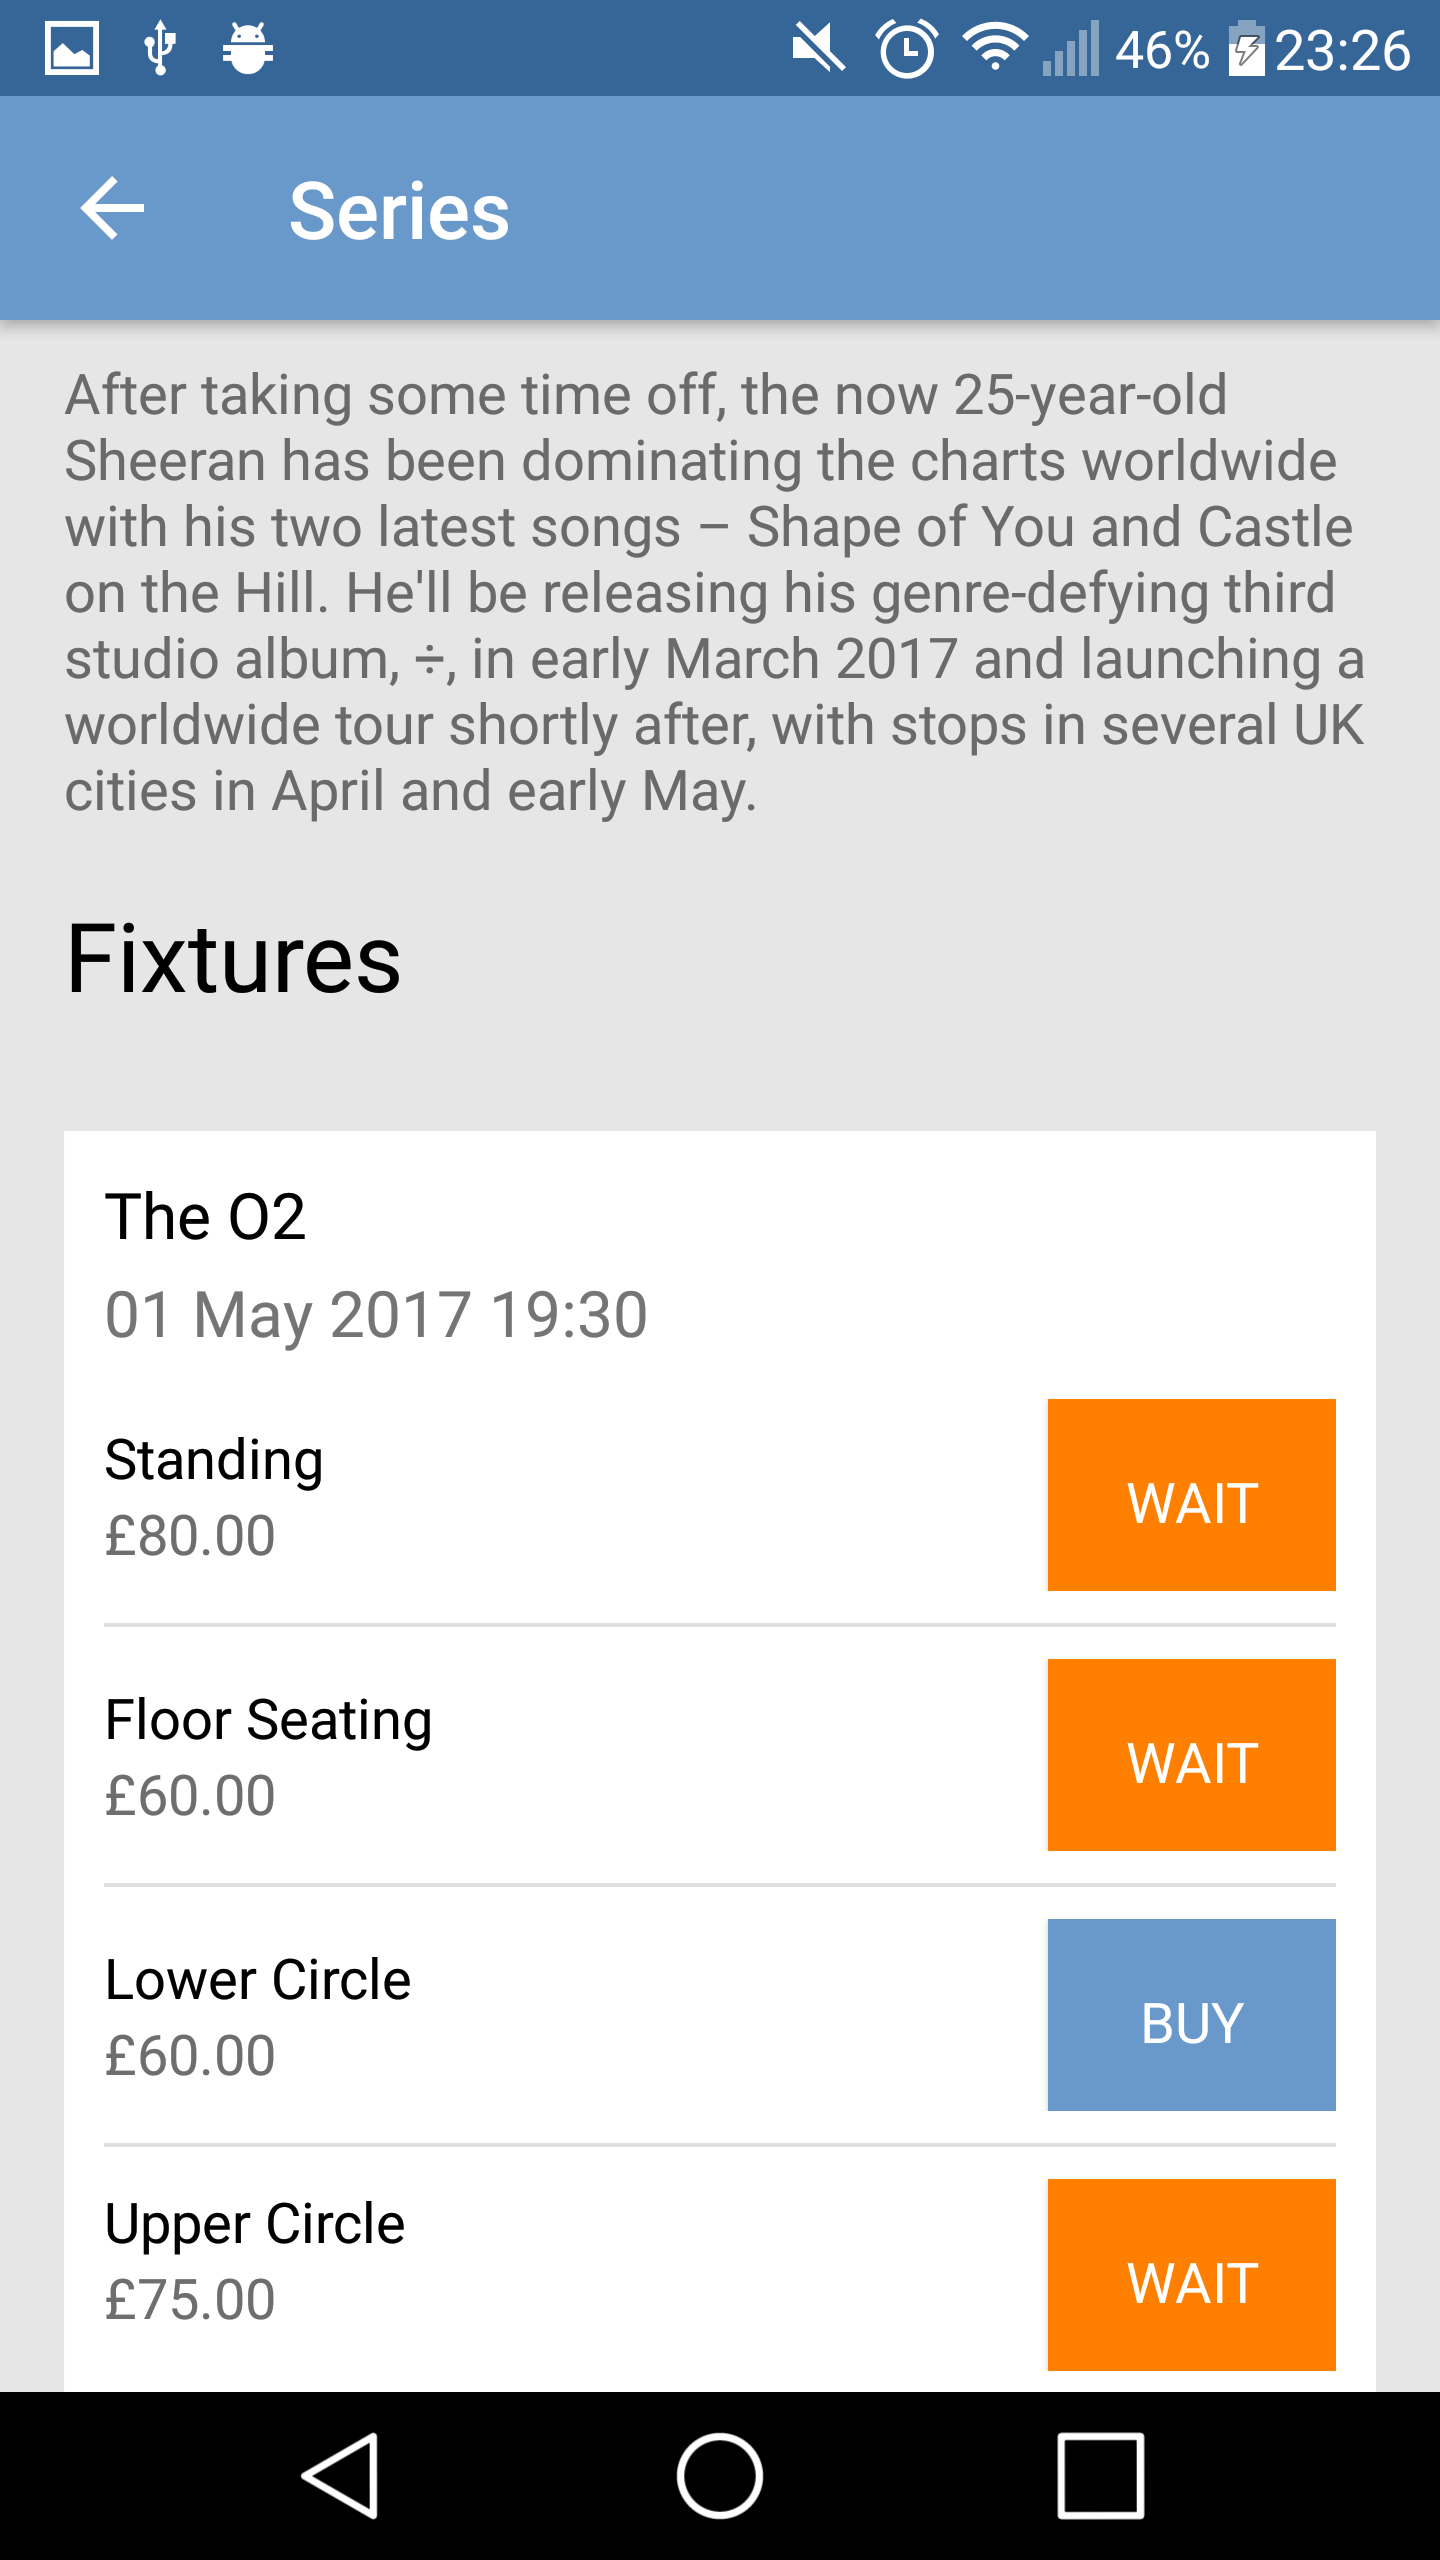 46% 23:26
Series
After taking some time off, the now 25-year-old
Sheeran has been dominating the charts worldwide
with his two latest songs – Shape of You and Castle
on the Hill. He'll be releasing his genre-defying third
studio album, ÷, in early March 2017 and launching a
worldwide tour shortly after, with stops in several UK
cities in April and early May.
Fixtures
The O2
01 May 2017 19:30
Standing
£80.00
WAIT
Floor Seating
£60.00
WAIT
Lower Circle
£60.00
BUY
Upper Circle
£75.00
WAIT